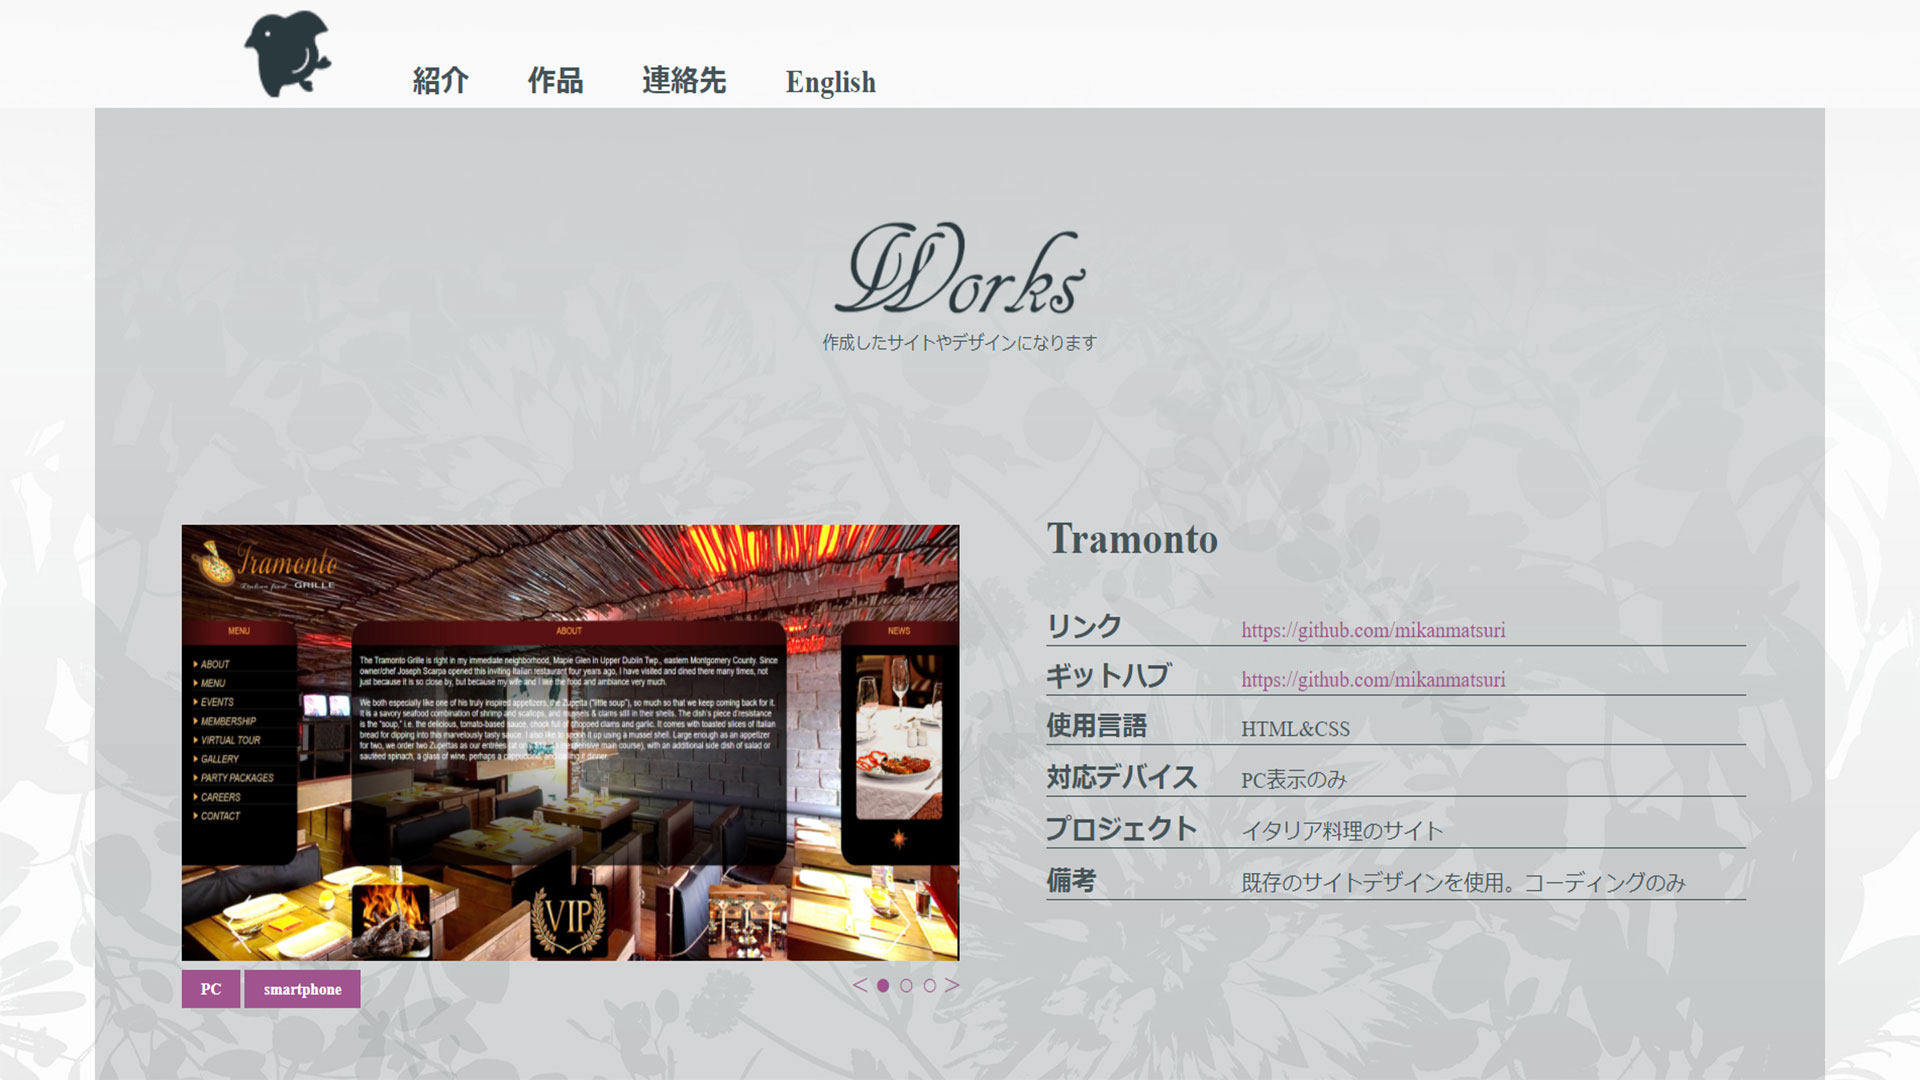 紹介 作品 連絡先 English
Works
作成したサイトやデザインになります
Tramonto
Italian food GRILLE
MENU
ABOUT
MENU
EVENTS
MEMBERSHIP
VIRTUAL TOUR
GALLERY
PARTY PACKAGES
CAREERS
CONTACT
ABOUT
The Tramonto Grille is right in my immediate neighborhood, Maple Glen in Upper Dublin Twp., eastern Montgomery County. Since
owner/chef Joseph Scarpa opened this inviting Italian restaurant four years ago, I have visited and dined there many times, not
just because it is so close by, but because my wife and I like the food and ambiance very much.
We both especially like one of his truly inspired appetizers, the Zupetta ("little soup"), so much so that we keep coming back for it.
It is a savory seafood combination of shrimp and scallops, and mussels & clams still in their shells. The dish's piece d'resistance
is the "soup," i.e. the delicious, tomato-based sauce, chock full of chopped clams and garlic. It comes with toasted slices of Italian
bread for dipping into this marvelously tasty sauce. I also like to spoon it up using a mussel shell. Large enough as an appetizer
for two, we order two Zupettas as our entrées (at only inexpensive main course), with an additional side dish of salad or
sautéed spinach, a glass of wine, perhaps a cappuccino, and calling it dinner.
NEWS
VIP
PC smartphone
< >
Tramonto
リンク https://github.com/mikanmatsuri
ギットハブ https://github.com/mikanmatsuri
使用言語 HTML&CSS
対応デバイス PC表示のみ
プロジェクト イタリア料理のサイト
備考 既存のサイトデザインを使用。コーディングのみ